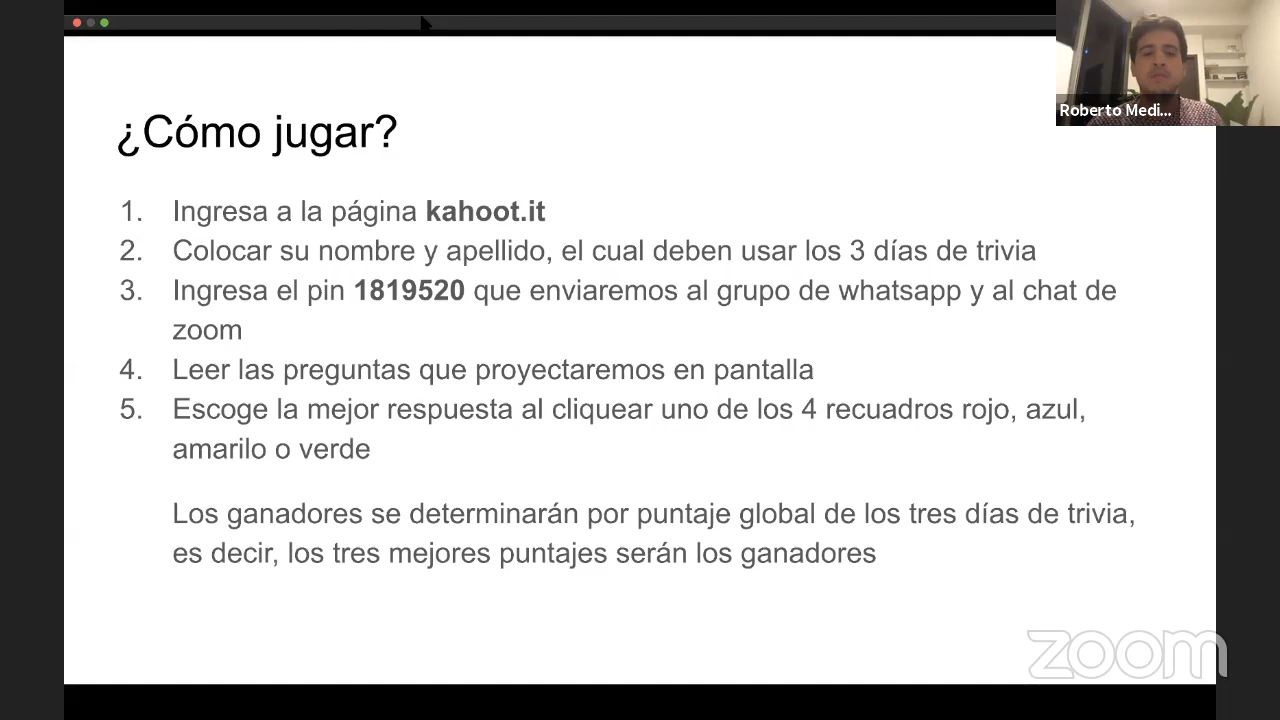 Roberto Medi...
¿Cómo jugar?
1. Ingresa a la página kahoot.it
2. Colocar su nombre y apellido, el cual deben usar los 3 días de trivia
3. Ingresa el pin 1819520 que enviaremos al grupo de whatsapp y al chat de
zoom
4. Leer las preguntas que proyectaremos en pantalla
5. Escoge la mejor respuesta al cliquear uno de los 4 recuadros rojo, azul,
amarilo o verde
Los ganadores se determinarán por puntaje global de los tres días de trivia,
es decir, los tres mejores puntajes serán los ganadores
zoom